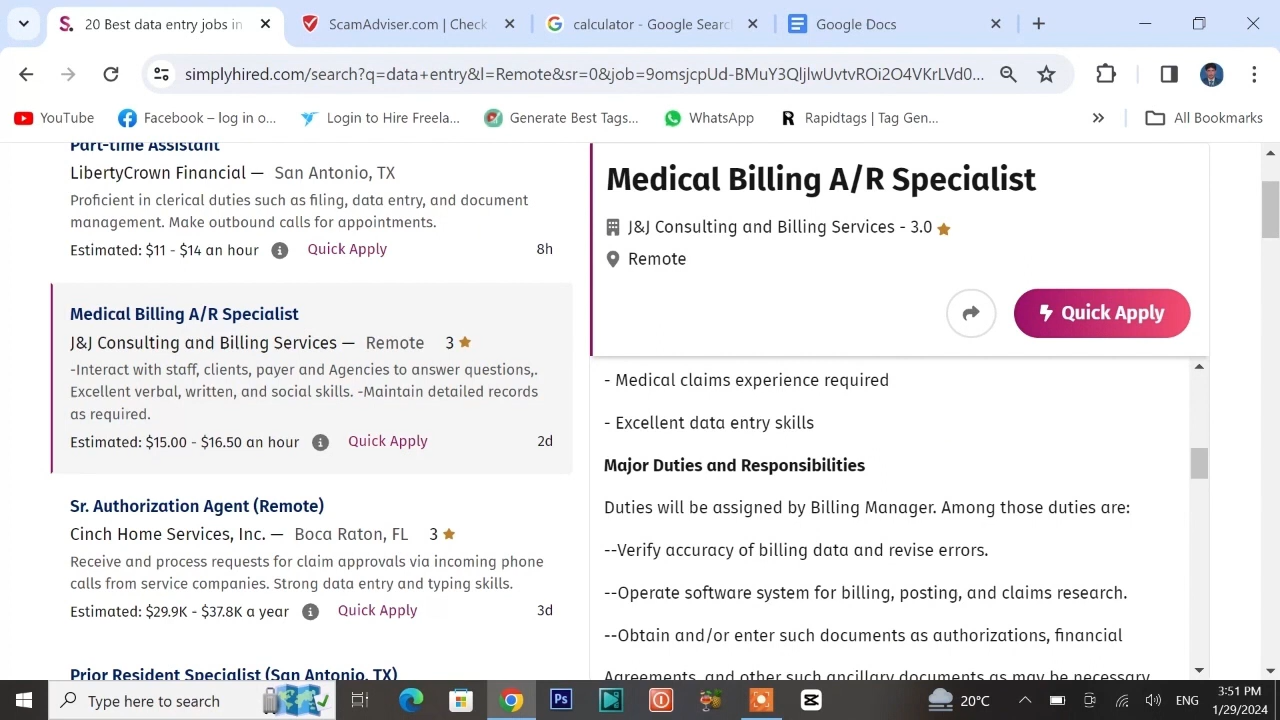 20 Best data entry jobs in
ScamAdviser.com | Check
calculator - Google Searc
Google Docs
simplyhired.com/search?q=data+entry&l=Remote&sr=0&job=9omsjcpUd-BMuY3QljlwUvtvROi2O4VKrLVd0...
YouTube
Facebook – log in o...
Login to Hire Freela...
Generate Best Tags...
WhatsApp
Rapidtags | Tag Gen...
»
All Bookmarks
Part-time Assistant
LibertyCrown Financial — San Antonio, TX
Proficient in clerical duties such as filing, data entry, and document
management. Make outbound calls for appointments.
Estimated: $11 - $14 an hour Quick Apply 8h
Medical Billing A/R Specialist
J&J Consulting and Billing Services — Remote 3
-Interact with staff, clients, payer and Agencies to answer questions,.
Excellent verbal, written, and social skills. -Maintain detailed records
as required.
Estimated: $15.00 - $16.50 an hour Quick Apply 2d
Sr. Authorization Agent (Remote)
Cinch Home Services, Inc. — Boca Raton, FL 3
Receive and process requests for claim approvals via incoming phone
calls from service companies. Strong data entry and typing skills.
Estimated: $29.9K - $37.8K a year Quick Apply 3d
Prior Resident Specialist (San Antonio, TX)
Medical Billing A/R Specialist
J&J Consulting and Billing Services - 3.0
Remote
Quick Apply
- Medical claims experience required
- Excellent data entry skills
Major Duties and Responsibilities
Duties will be assigned by Billing Manager. Among those duties are:
--Verify accuracy of billing data and revise errors.
--Operate software system for billing, posting, and claims research.
--Obtain and/or enter such documents as authorizations, financial
Agreements, and other such ancillary documents as may be necessary
Type here to search
Ps
20°C
ENG
3:51 PM
1/29/2024